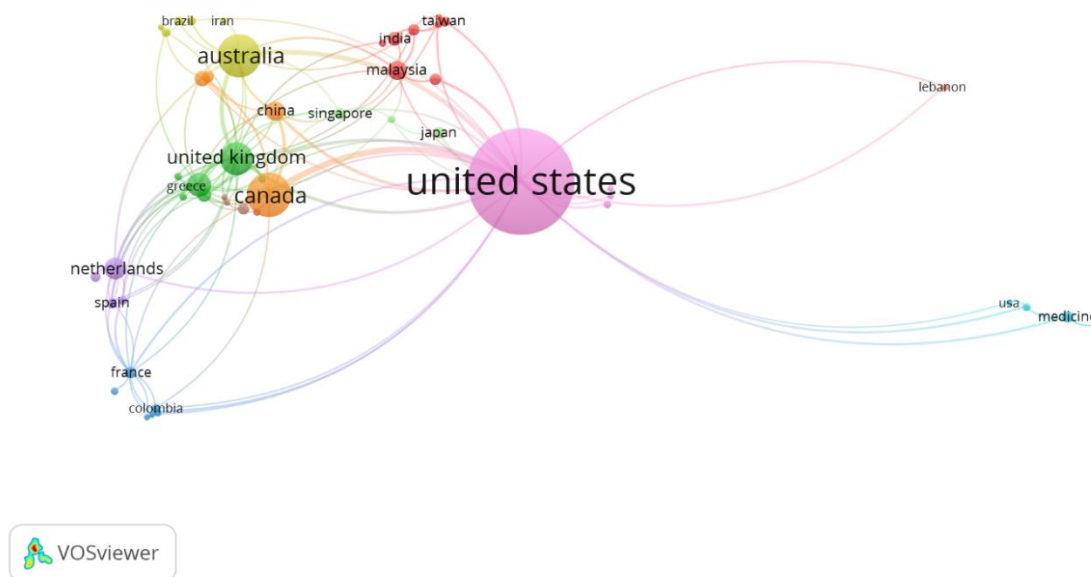 brazil
iran
taiwan
india
australia
malaysia
lebanon
china
singapore
japan
united kingdom
united states
greece
canada
netherlands
spain
usa
medicine
france
colombia
VOSviewer